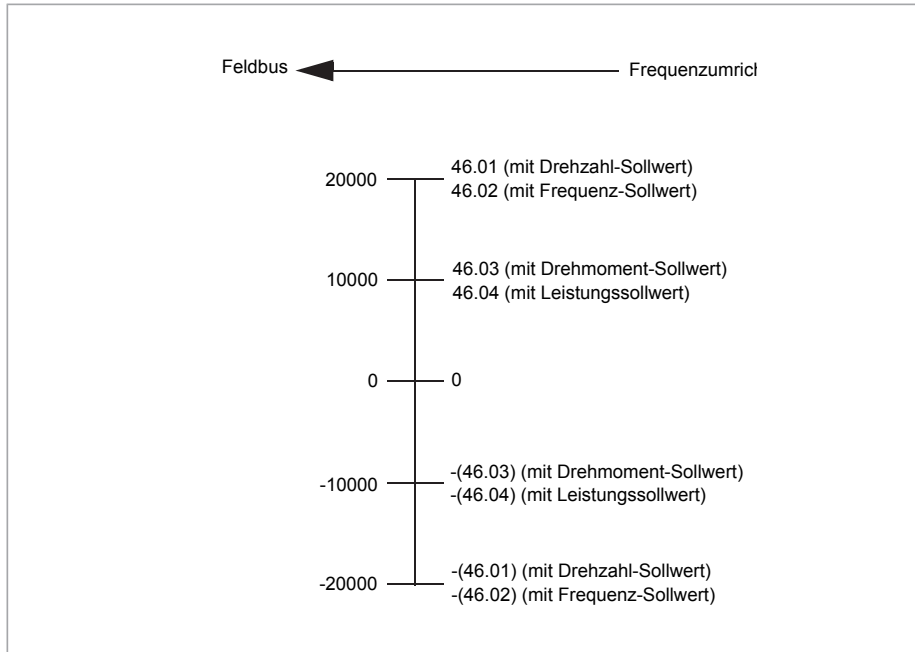 Feldbus
Frequenzumricl
20000
46.01 (mit Drehzahl-Sollwert)
46.02 (mit Frequenz-Sollwert)
10000
46.03 (mit Drehmoment-Sollwert)
46.04 (mit Leistungssollwert)
0
0
-10000
-(46.03) (mit Drehmoment-Sollwert)
-(46.04) (mit Leistungssollwert)
-20000
-(46.01) (mit Drehzahl-Sollwert)
-(46.02) (mit Frequenz-Sollwert)